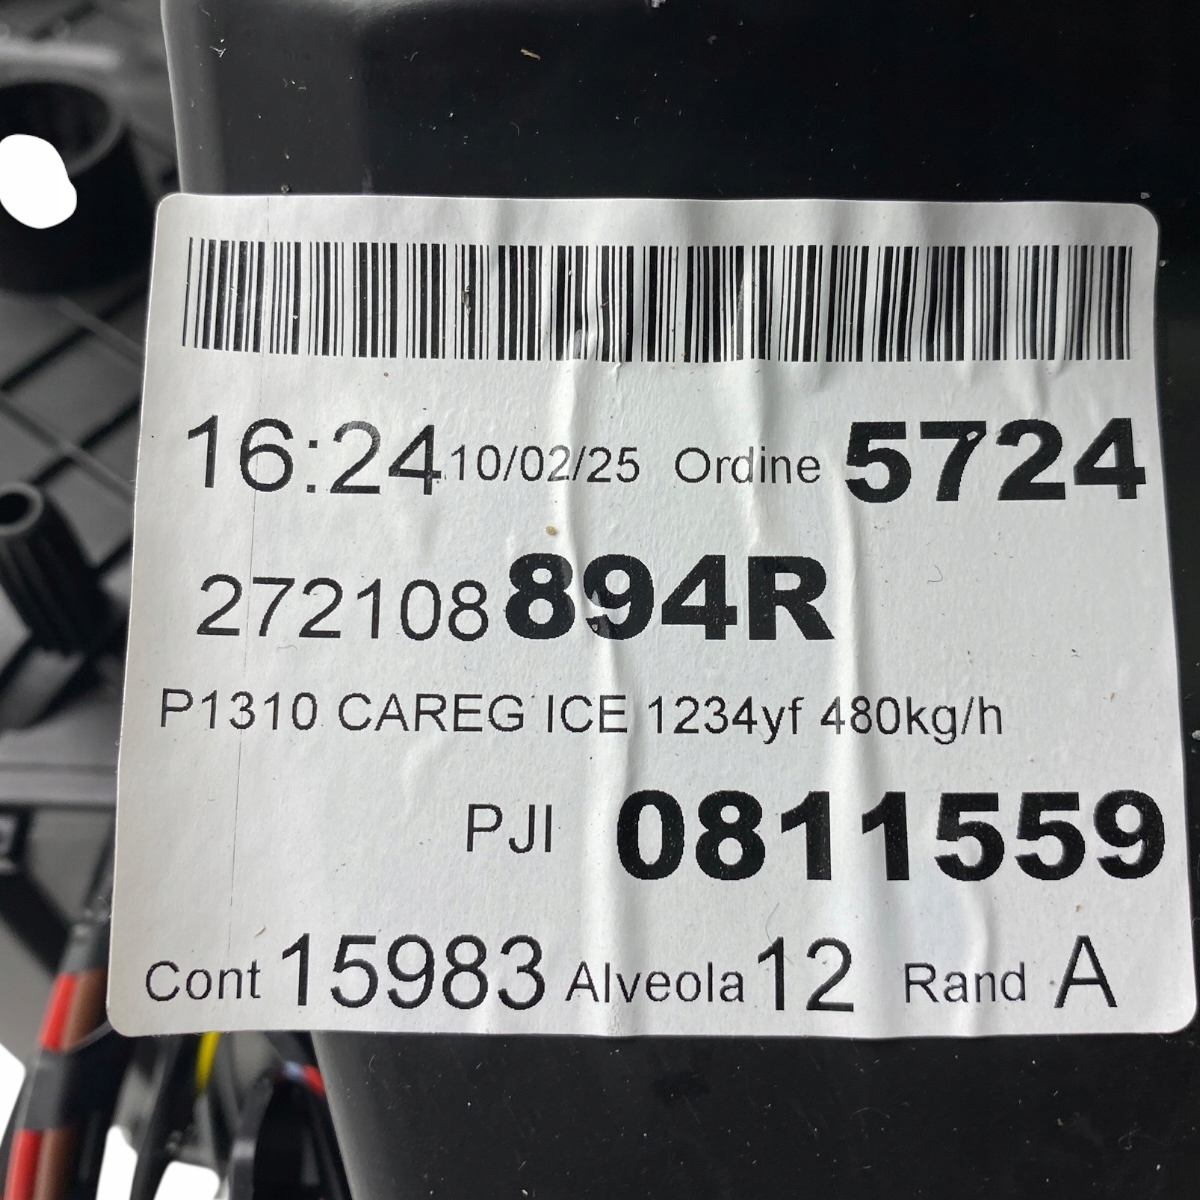 16:24 10/02/25 Ordine 5724
272108894R
P1310 CAREG ICE 1234yf 480kg/h
PJI 0811559
Cont 15983 Alveola 12 Rand A